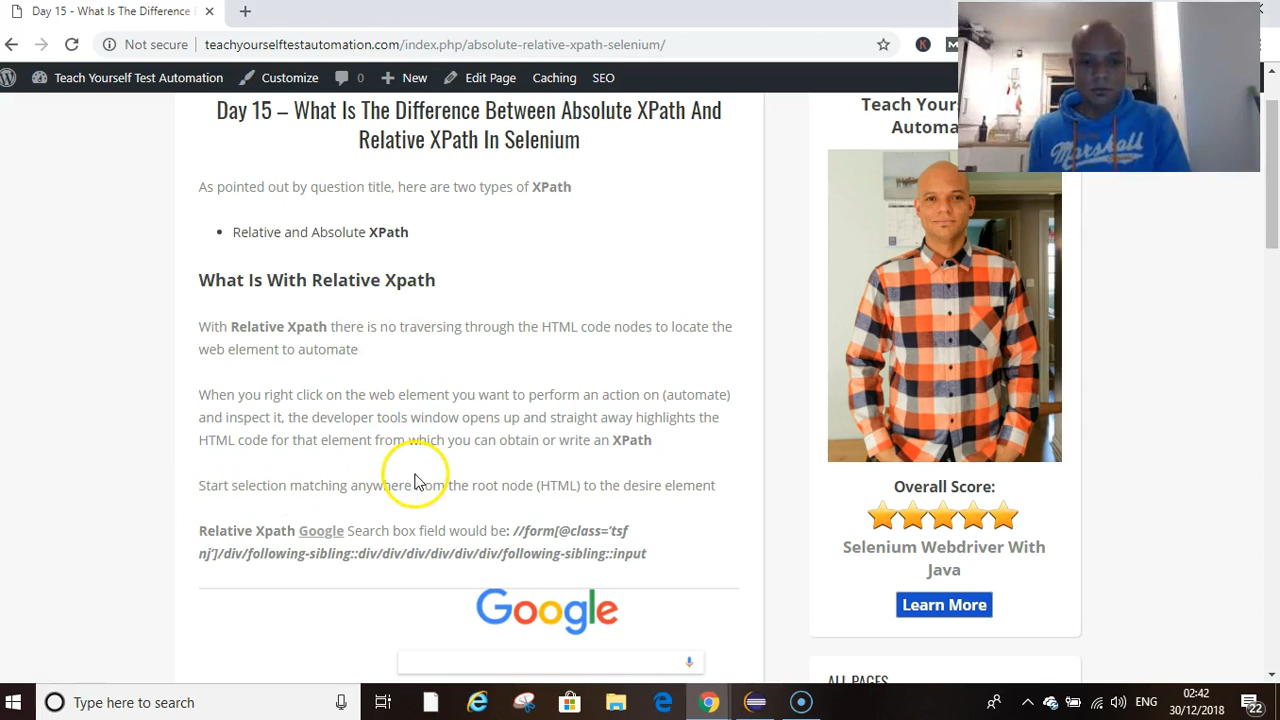 Day 15 - What Is The Difference
Not secure
teachyourselftestautomation.com/index.php/absolute-relative-xpath-selenium/
Teach Yourself Test Automation
Customize
0
New
Edit Page
Caching
SEO
Day 15 – What Is The Difference Between Absolute XPath And
Relative XPath In Selenium
As pointed out by question title, here are two types of XPath
• Relative and Absolute XPath
What Is With Relative Xpath
With Relative Xpath there is no traversing through the HTML code nodes to locate the
web element to automate
When you right click on the web element you want to perform an action on (automate)
and inspect it, the developer tools window opens up and straight away highlights the
HTML code for that element from which you can obtain or write an XPath
Start selection matching anywhere from the root node (HTML) to the desire element
Relative Xpath Google Search box field would be: //form[@class=‘tsf
nj’]/div/following-sibling::div/div/div/div/div/div/following-sibling::input
Google
Teach Your
Automa
Marshall
Overall Score:
Selenium Webdriver With
Java
Learn More
ALL PAGES
Type here to search
ENG
02:42
30/12/2018
22